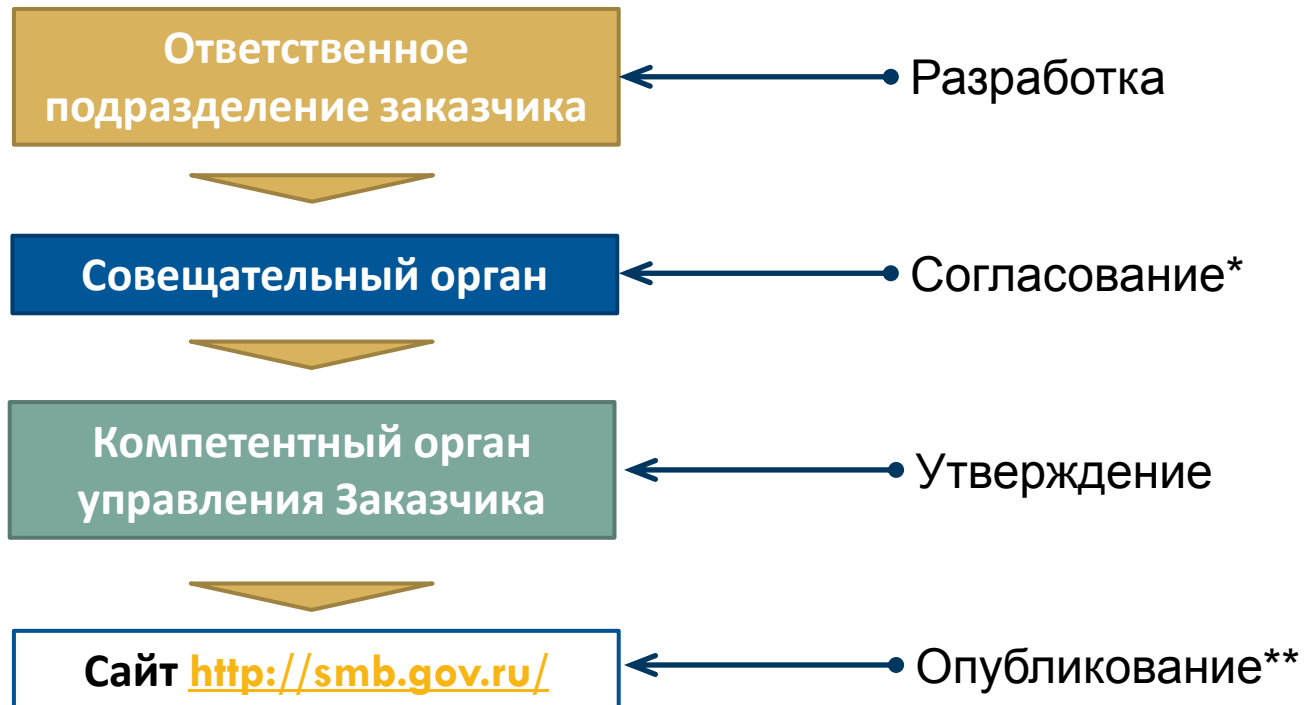 Ответственное
подразделение заказчика
Разработка
Совещательный орган
Согласование*
Компетентный орган
управления Заказчика
Утверждение
Сайт http://smb.gov.ru/
Опубликование**